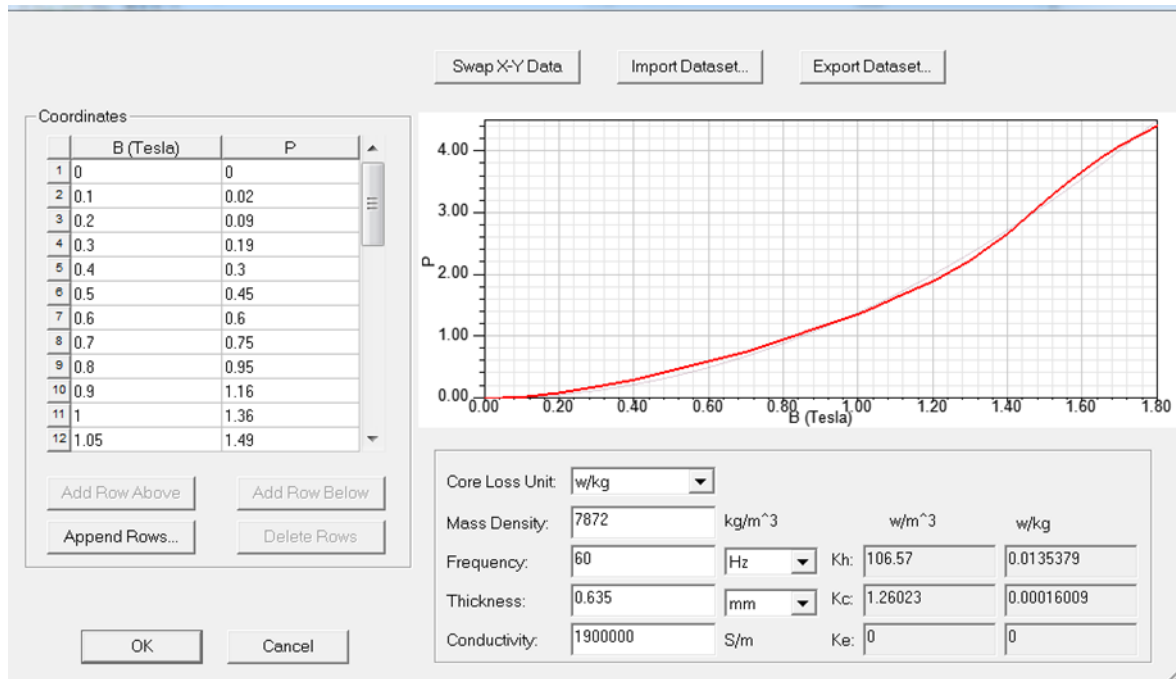 Swap X-Y Data Import Dataset... Export Dataset...
Coordinates
B (Tesla) P
1 0 0
2 0.1 0.02
3 0.2 0.09
4 0.3 0.19
5 0.4 0.3
6 0.5 0.45
7 0.6 0.6
8 0.7 0.75
9 0.8 0.95
10 0.9 1.16
11 1 1.36
12 1.05 1.49
Add Row Above Add Row Below
Append Rows... Delete Rows
OK Cancel
4.00
3.00
P
2.00
1.00
0.00
0.00 0.20 0.40 0.60 0.80 1.00 1.20 1.40 1.60 1.80
B (Tesla)
Core Loss Unit: w/kg
Mass Density: 7872 kg/m^3 w/m^3 w/kg
Frequency: 60 Hz Kh: 106.57 0.0135379
Thickness: 0.635 mm Kc: 1.26023 0.00016009
Conductivity: 1900000 S/m Ke: 0 0